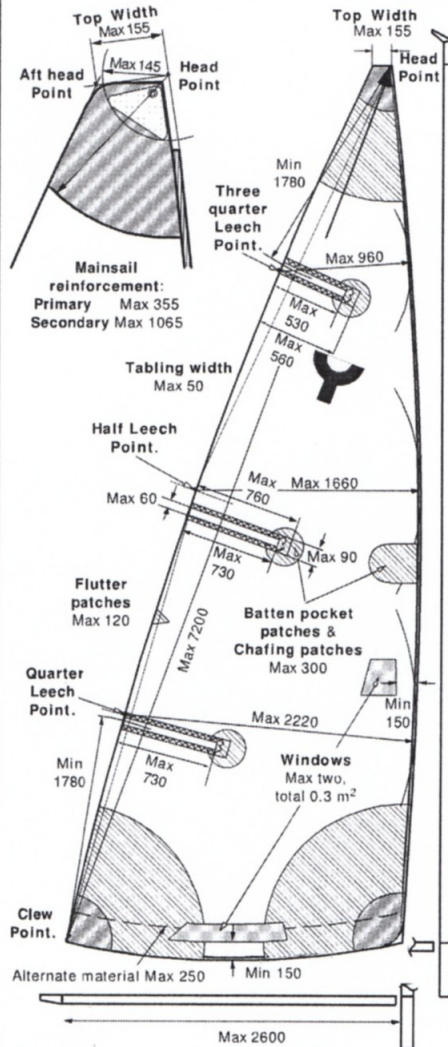 Top Width
Max 155
Max 145
Aft head
Point
Head
Point
Mainsail
reinforcement:
Primary Max 355
Secondary Max 1065
Top Width
Max 155
Head
Point
Min
1780
Three
quarter
Leech
Point.
Max 960
Max
530
Max
560
Tabling width
Max 50
Half Leech
Point.
Max
760
Max 1660
Max 60
Max 90
Max
730
Flutter
patches
Max 120
Max 7200
Batten pocket
patches &
Chafing patches
Max 300
Quarter
Leech
Point.
Max 2220
Min
150
Max
730
Min
1780
Windows
Max two,
total 0.3 m²
Clew
Point.
Alternate material Max 250
Min 150
Max 2600